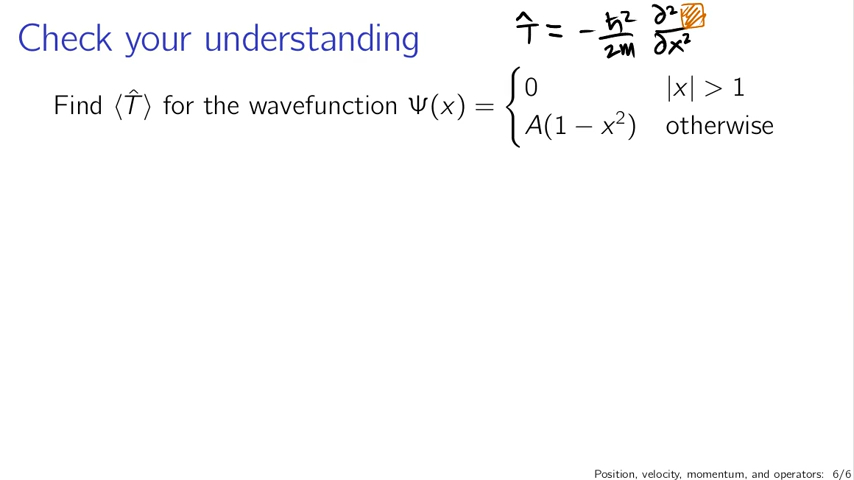 Check your understanding
T̂ = - ħ²/2m ∂²/∂x²
Find ⟨T̂⟩ for the wavefunction Ψ(x) = { 0 |x| > 1
A(1 − x²) otherwise
Position, velocity, momentum, and operators: 6/6